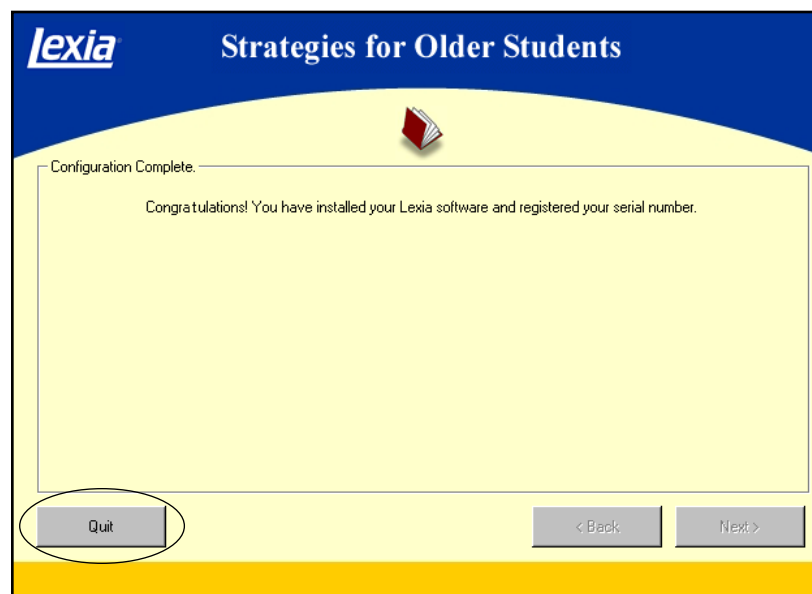 lexia
Strategies for Older Students
Configuration Complete.
Congratulations! You have installed your Lexia software and registered your serial number.
Quit
< Back
Next >